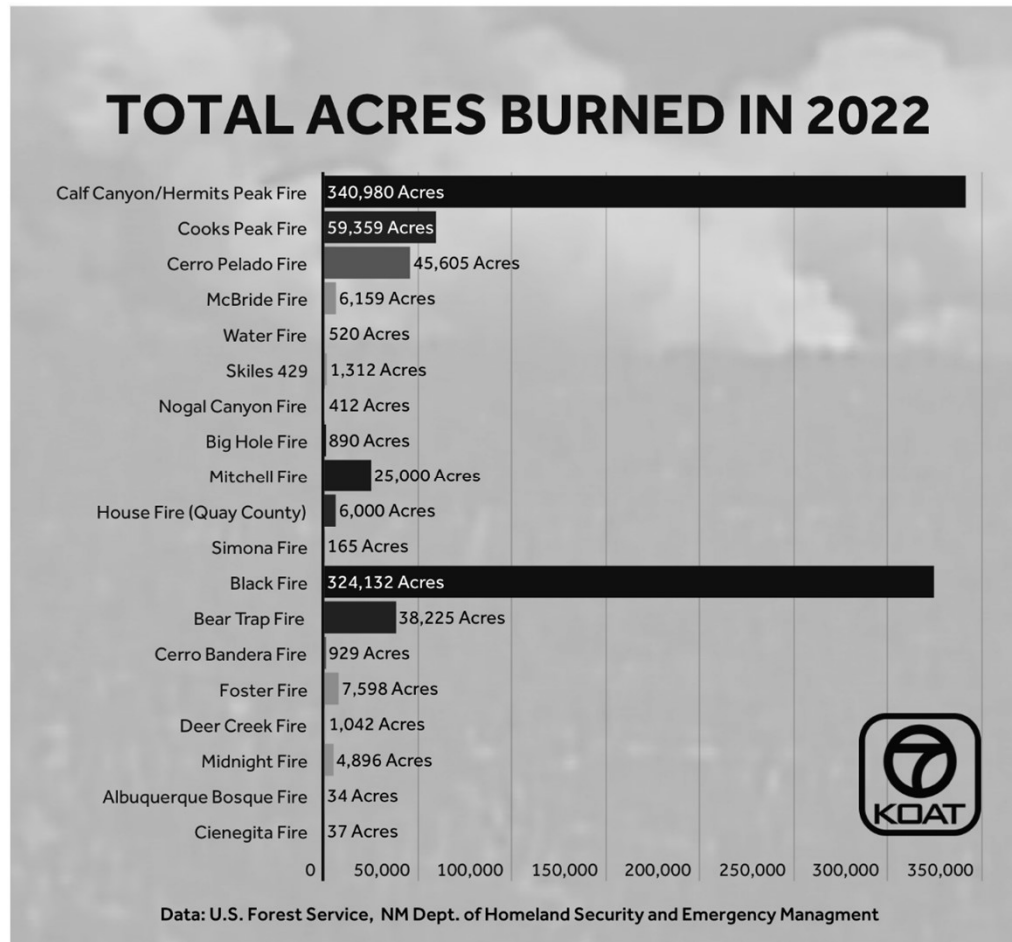 TOTAL ACRES BURNED IN 2022
Calf Canyon/Hermits Peak Fire 340,980 Acres
Cooks Peak Fire 59,359 Acres
Cerro Pelado Fire 45,605 Acres
McBride Fire 6,159 Acres
Water Fire 520 Acres
Skiles 429 1,312 Acres
Nogal Canyon Fire 412 Acres
Big Hole Fire 890 Acres
Mitchell Fire 25,000 Acres
House Fire (Quay County) 6,000 Acres
Simona Fire 165 Acres
Black Fire 324,132 Acres
Bear Trap Fire 38,225 Acres
Cerro Bandera Fire 929 Acres
Foster Fire 7,598 Acres
Deer Creek Fire 1,042 Acres
Midnight Fire 4,896 Acres
Albuquerque Bosque Fire 34 Acres
Cienegita Fire 37 Acres
7
KOAT
0 50,000 100,000 150,000 200,000 250,000 300,000 350,000
Data: U.S. Forest Service, NM Dept. of Homeland Security and Emergency Managment